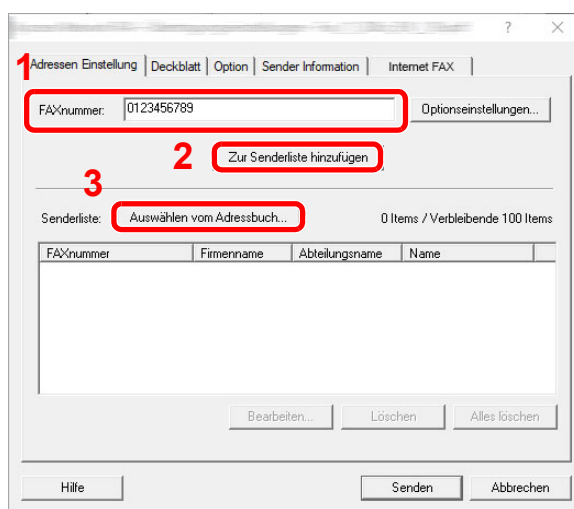 ?
1 Adressen Einstellung Deckblatt Option Sender Information Internet FAX
FAXnummer: 0123456789 Optionseinstellungen...
2 Zur Senderliste hinzufügen
3
Senderliste: Auswählen vom Adressbuch... 0 Items / Verbleibende 100 Items
FAXnummer Firmenname Abteilungsname Name
Bearbeiten... Löschen Alles löschen
Hilfe Senden Abbrechen